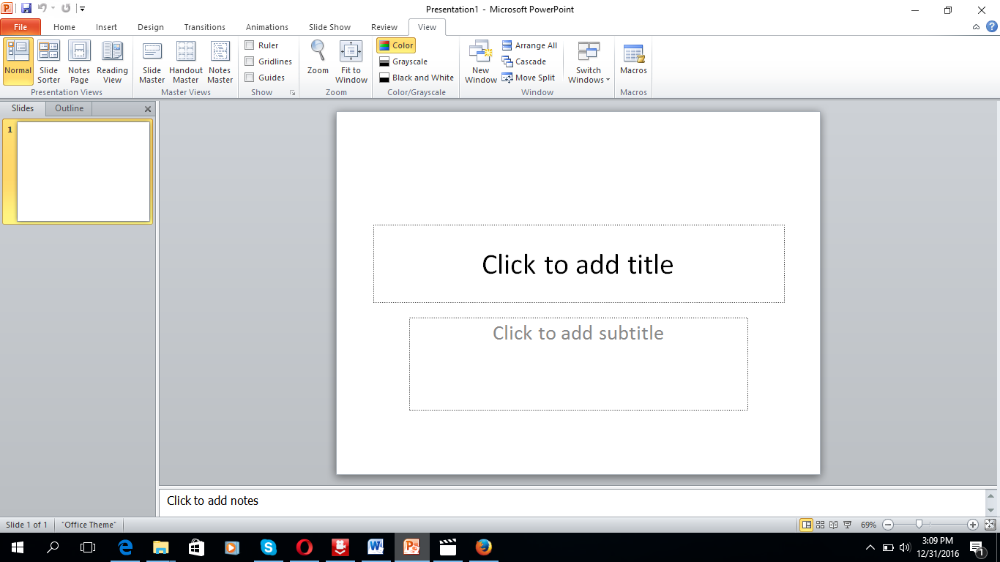 Presentation1 - Microsoft PowerPoint
File Home Insert Design Transitions Animations Slide Show Review View
Normal Slide Sorter Notes Page Reading View
Presentation Views
Slide Master Handout Master Notes Master
Master Views
Ruler
Gridlines
Guides
Show
Zoom Fit to Window
Zoom
Color
Grayscale
Black and White
Color/Grayscale
New Window
Arrange All
Cascade
Move Split
Switch Windows
Window
Macros
Macros
Slides Outline
1
Click to add title
Click to add subtitle
Click to add notes
Slide 1 of 1 "Office Theme" 69%
3:09 PM
12/31/2016
1